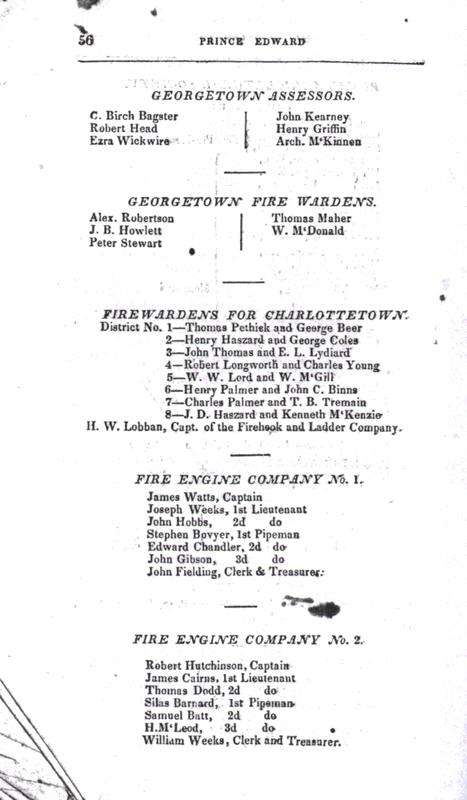 56
PRINCE EDWARD
GEORGETOWN ASSESSORS.
C. Birch Bagster
Robert Head
Ezra Wickwire
John Kearney
Henry Griffin
Arch. M‘Kinnon
GEORGETOWN FIRE WARDENS.
Alex. Robertson
J. B. Howlett
Peter Stewart
Thomas Maher
W. M‘Donald
FIRE WARDENS FOR CHARLOTTETOWN.
District No. 1—Thomas Pethick and George Beer
2—Henry Haszard and George Coles
3—John Thomas and E. L. Lydiard
4—Robert Longworth and Charles Young
5—W. W. Lord and W. M‘Gill
6—Henry Palmer and John C. Binns
7—Charles Palmer and T. B. Tremain
8—J. D. Haszard and Kenneth M‘Kenzie
H. W. Lobban, Capt. of the Firehook and Ladder Company.
FIRE ENGINE COMPANY No. 1.
James Watts, Captain
Joseph Weeks, 1st Lieutenant
John Hobbs, 2d do
Stephen Bovyer, 1st Pipeman
Edward Chandler, 2d do
John Gibson, 3d do
John Fielding, Clerk & Treasurer.
FIRE ENGINE COMPANY No. 2.
Robert Hutchinson, Captain
James Cairns, 1st Lieutenant
Thomas Dodd, 2d do
Silas Barnard, 1st Pipeman
Samuel Batt, 2d do
H. M‘Leod, 3d do
William Weeks, Clerk and Treasurer.